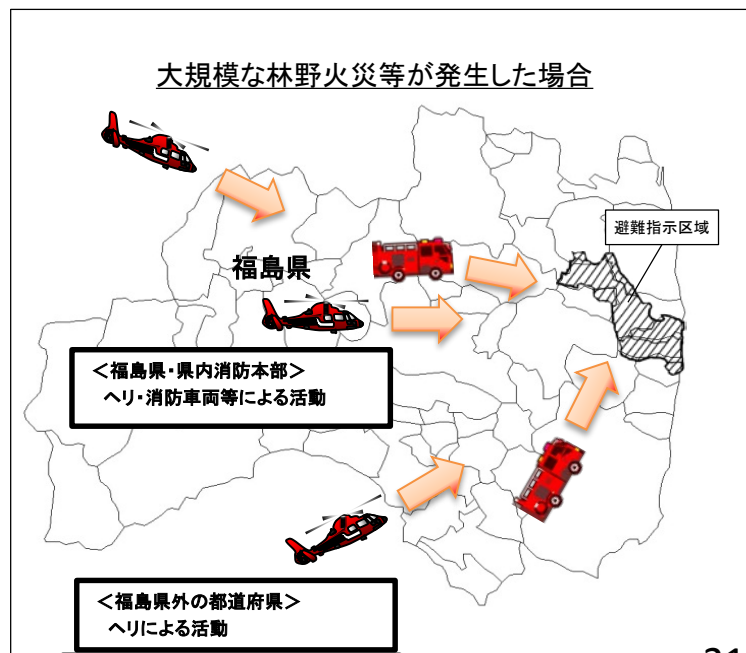 大規模な林野火災等が発生した場合
避難指示区域
福島県
＜福島県・県内消防本部＞
ヘリ・消防車両等による活動
＜福島県外の都道府県＞
ヘリによる活動